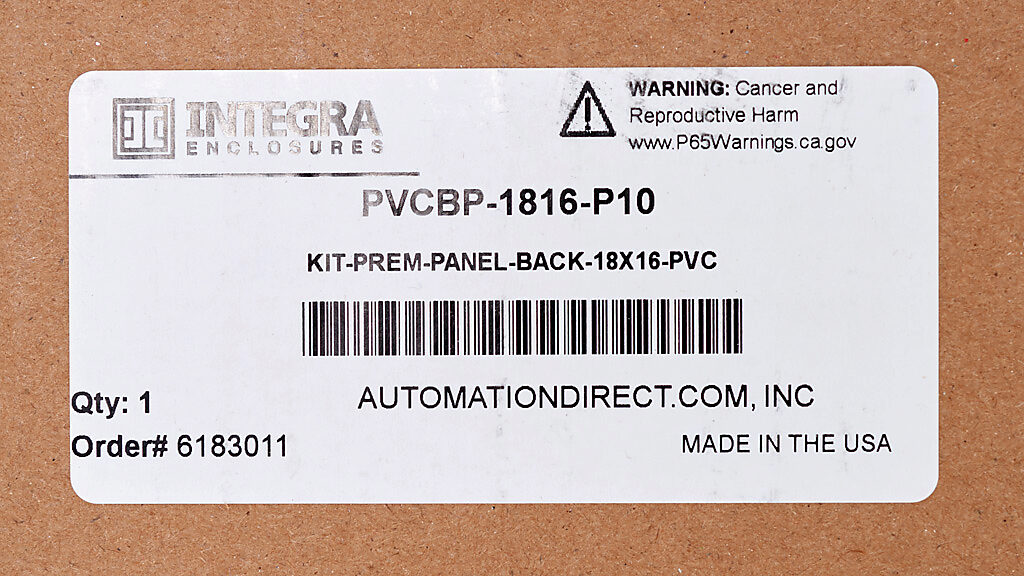 INTEGRA
ENCLOSURES
WARNING: Cancer and
Reproductive Harm
www.P65Warnings.ca.gov
PVCBP-1816-P10
KIT-PREM-PANEL-BACK-18X16-PVC
AUTOMATIONDIRECT.COM, INC
Qty: 1
Order# 6183011
MADE IN THE USA